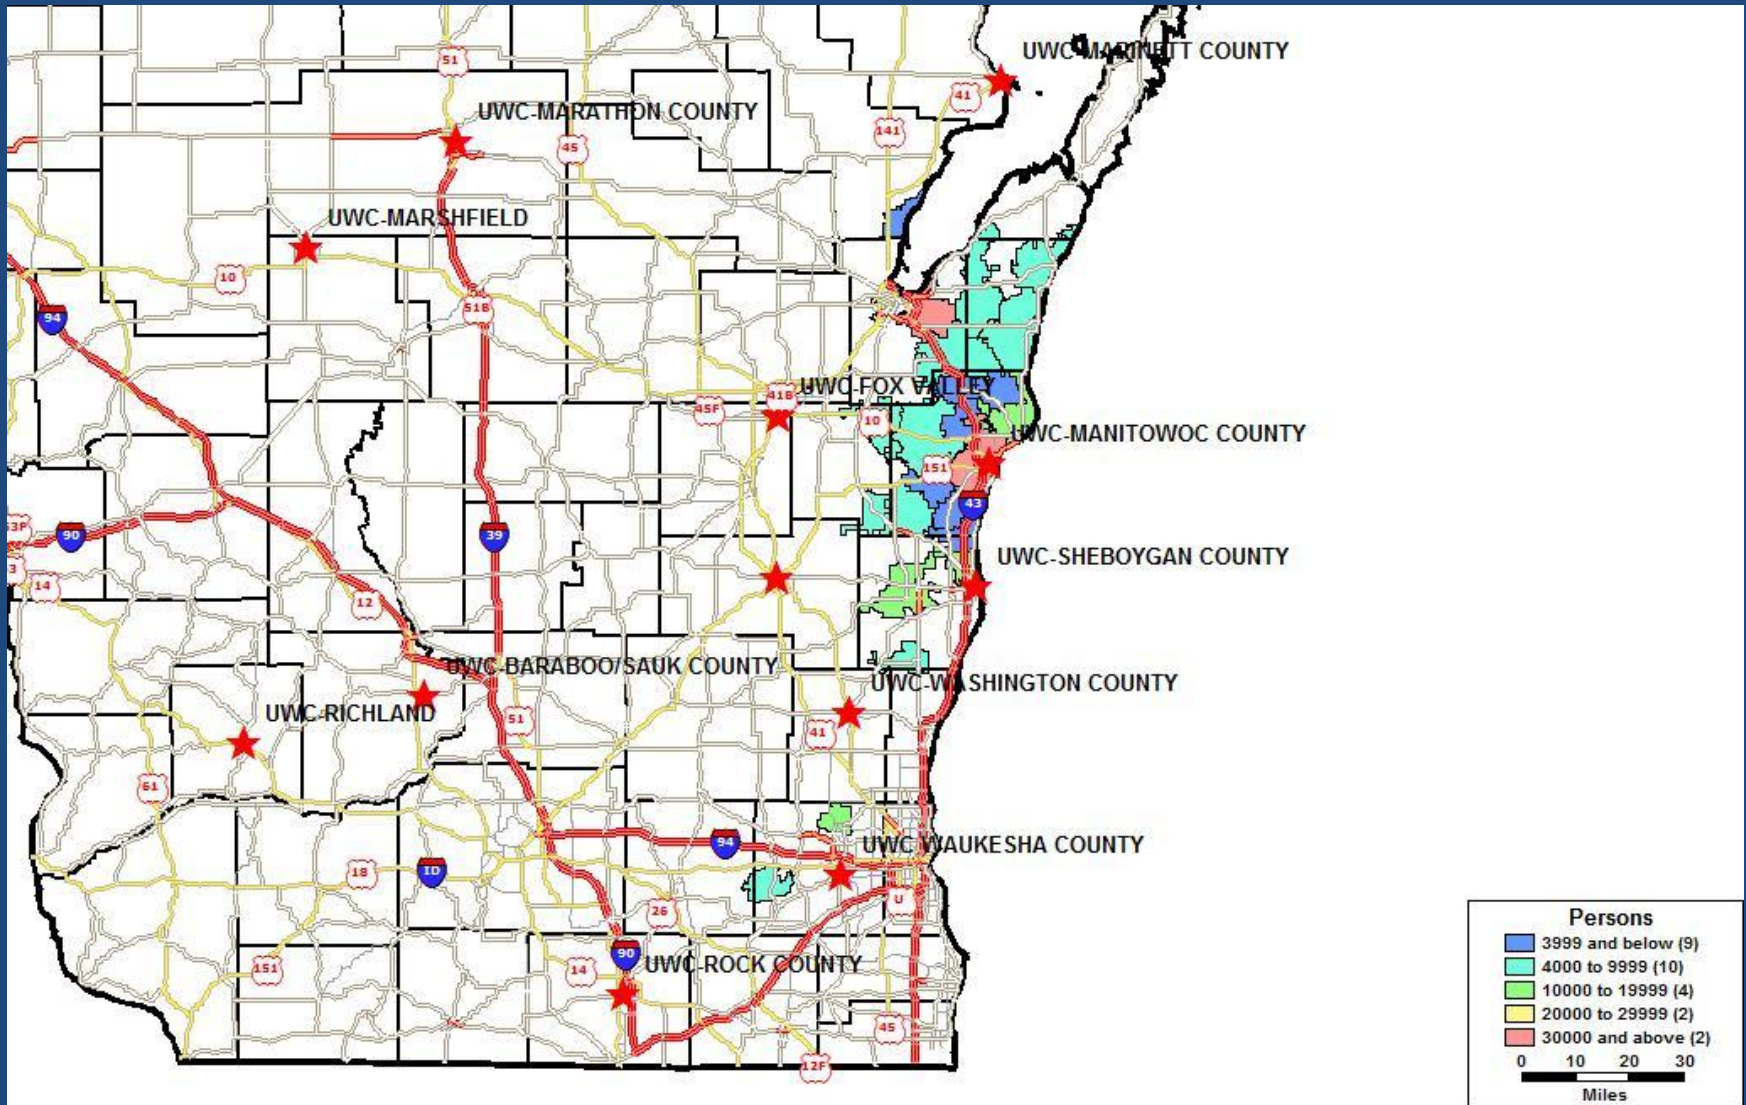 UWC-MARINETT COUNTY
51
41
UWC-MARATHON COUNTY
141
45
UWC-MARSHFIELD
10
51B
94
UWC-FOX VALLEY
41B
45F
10
UWC-MANITOWOC COUNTY
151
43
53F
90
39
UWC-SHEBOYGAN COUNTY
3
14
12
UWC-BARABOO/SAUK COUNTY
UWC-WASHINGTON COUNTY
UWC-RICHLAND
51
41
61
94
UWC WAUKESHA COUNTY
18
ID
U
26
90
UWC-ROCK COUNTY
151
14
45
12F
Persons
3999 and below (9)
4000 to 9999 (10)
10000 to 19999 (4)
20000 to 29999 (2)
30000 and above (2)
0 10 20 30
Miles